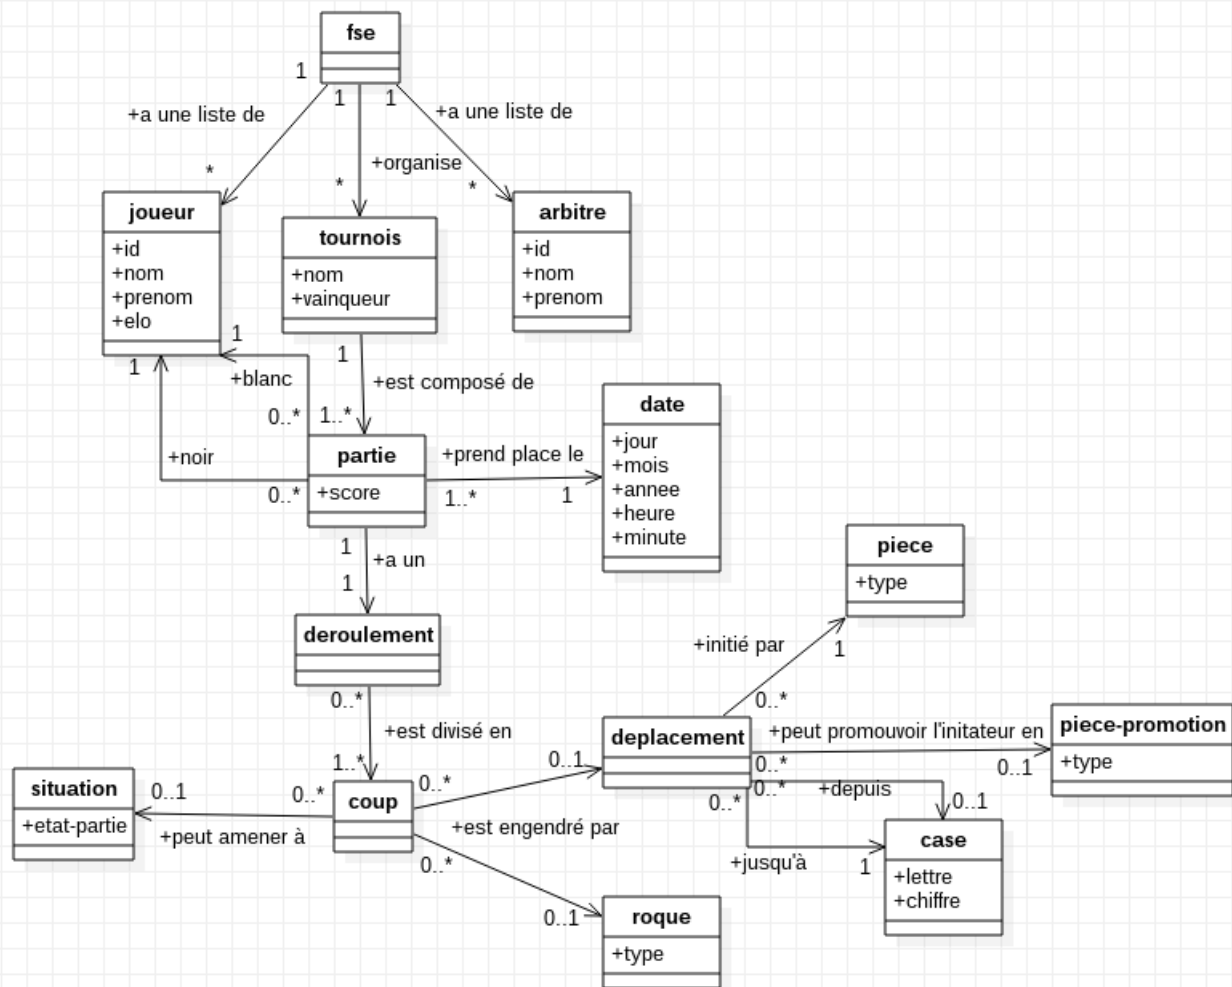 fse
1
1
1
+a une liste de
+a une liste de
+organise
*
*
*
joueur
+id
+nom
+prenom
+elo
tournois
+nom
+vainqueur
arbitre
+id
+nom
+prenom
1
1
+blanc
0..*
+noir
0..*
1
+est composé de
1..*
partie
+score
+prend place le
1..*
1
date
+jour
+mois
+annee
+heure
+minute
1
+a un
1
deroulement
0..*
+est divisé en
1..*
piece
+type
+initié par
1
0..*
deplacement
+peut promouvoir l'initateur en
0..*
0..1
piece-promotion
+type
situation
+etat-partie
0..1
0..*
+peut amener à
coup
0..*
0..1
+est engendré par
0..*
0..1
0..*
+depuis
0..1
0..*
+jusqu'à
1
case
+lettre
+chiffre
roque
+type